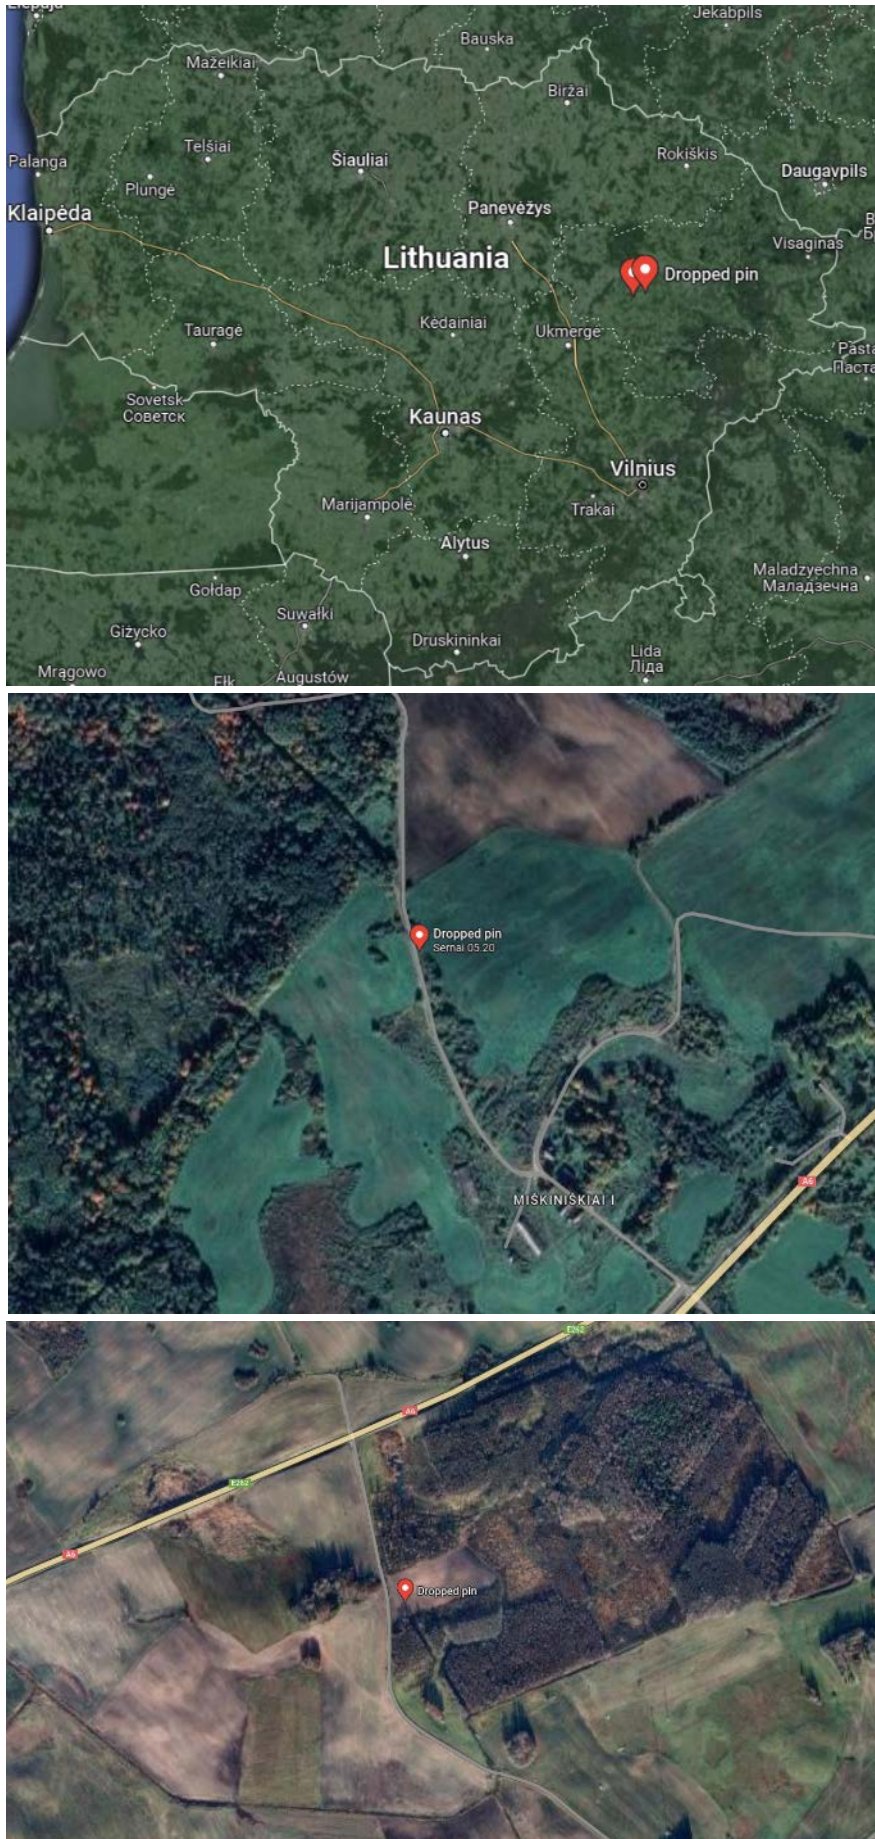 Liepāja
Jēkabpils
Bauska
Mažeikiai
Biržai
Telšiai
Šiauliai
Rokiškis
Palanga
Plungė
Daugavpils
Panevėžys
Klaipėda
Visaginas
Lithuania
Dropped pin
Kėdainiai
Tauragė
Ukmergė
Pasta
Паста
Sovetsk
Советск
Kaunas
Vilnius
Marijampolė
Trakai
Alytus
Maladzyechna
Маладзечна
Gołdap
Suwałki
Giżycko
Druskininkai
Lida
Ліда
Mrągowo
Ełk
Augustów
Dropped pin
Šernai 05.20
A6
MIŠKINIŠKIAI I
E262
A6
E262
A6
Dropped pin